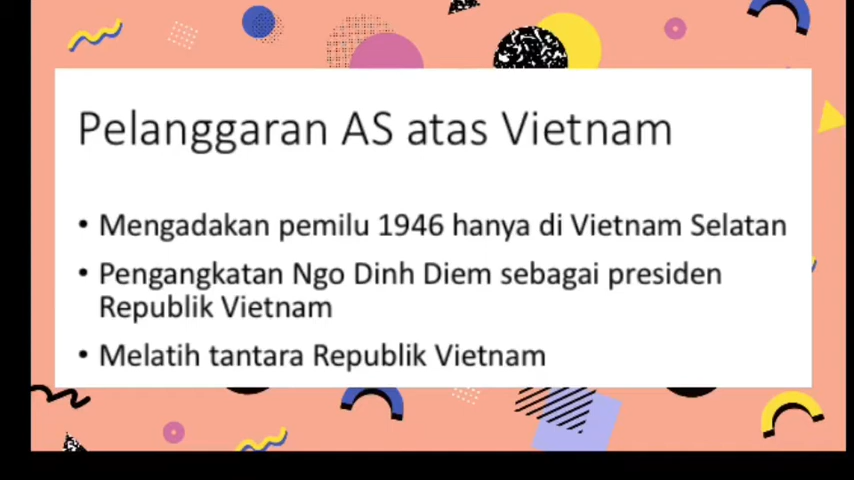 Pelanggaran AS atas Vietnam
• Mengadakan pemilu 1946 hanya di Vietnam Selatan
• Pengangkatan Ngo Dinh Diem sebagai presiden
Republik Vietnam
• Melatih tantara Republik Vietnam